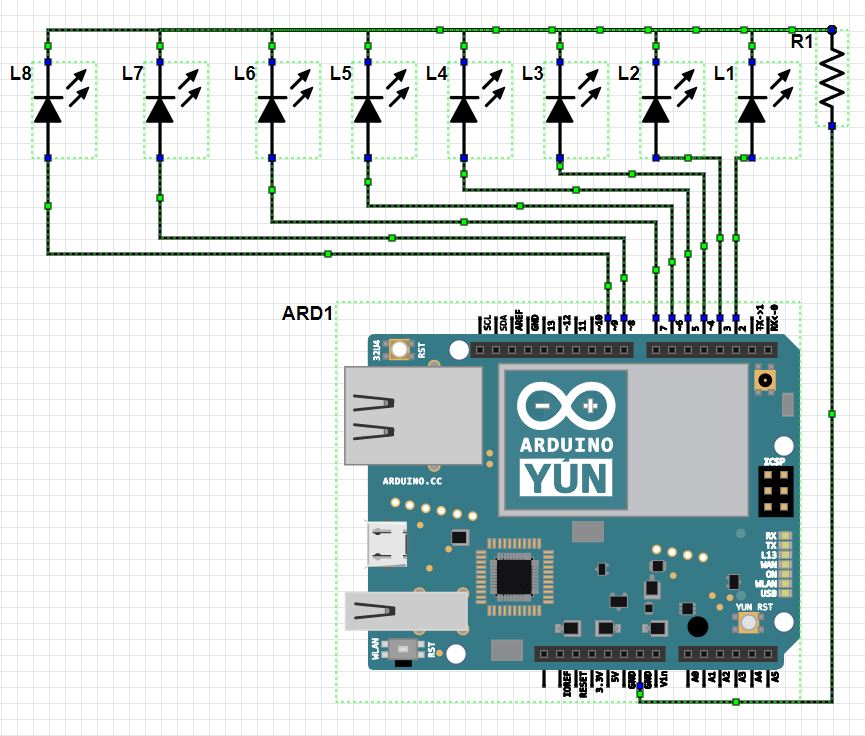 R1
L8 L7 L6 L5 L4 L3 L2 L1
ARD1
SCL SDA AREF GND 13 ~12 11 ~10 ~9 ~8 7 ~6 5 ~4 3 2 TX->1 RX<-0
32U4 RST
ARDUINO
YÚN
ARDUINO.CC
ICSP
RX
TX
L13
WAN
ON
WLAN
USB
YUN RST
WLAN RST
IOREF RESET 3.3V 5V GND GND Vin A0 A1 A2 A3 A4 A5